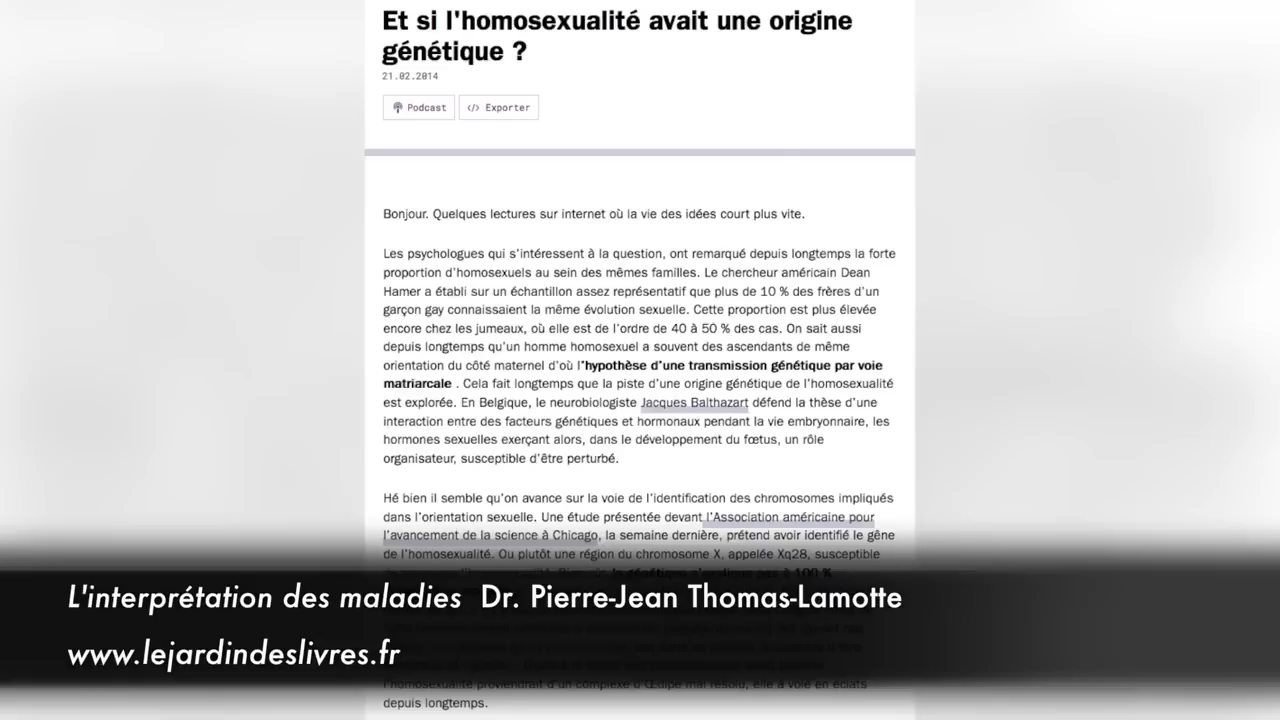 Et si l'homosexualité avait une origine
génétique ?
21.02.2014
Podcast
</> Exporter
Bonjour. Quelques lectures sur internet où la vie des idées court plus vite.
Les psychologues qui s'intéressent à la question, ont remarqué depuis longtemps la forte
proportion d'homosexuels au sein des mêmes familles. Le chercheur américain Dean
Hamer a établi sur un échantillon assez représentatif que plus de 10 % des frères d'un
garçon gay connaissaient la même évolution sexuelle. Cette proportion est plus élevée
encore chez les jumeaux, où elle est de l'ordre de 40 à 50 % des cas. On sait aussi
depuis longtemps qu'un homme homosexuel a souvent des ascendants de même
orientation du côté maternel d'où l'hypothèse d'une transmission génétique par voie
matriarcale . Cela fait longtemps que la piste d'une origine génétique de l'homosexualité
est explorée. En Belgique, le neurobiologiste Jacques Balthazart défend la thèse d'une
interaction entre des facteurs génétiques et hormonaux pendant la vie embryonnaire, les
hormones sexuelles exerçant alors, dans le développement du fœtus, un rôle
organisateur, susceptible d'être perturbé.
Hé bien il semble qu'on avance sur la voie de l'identification des chromosomes impliqués
dans l'orientation sexuelle. Une étude présentée devant l'Association américaine pour
l'avancement de la science à Chicago, la semaine dernière, prétend avoir identifié le gêne
de l'homosexualité. Ou plutôt une région du chromosome X, appelée Xq28, susceptible
la génétique n'explique pas à 100 %
L'interprétation des maladies Dr. Pierre-Jean Thomas-Lamotte
www.lejardindeslivres.fr
l'homosexualité proviendrait d'un complexe d'Œdipe mal résolu, elle a volé en éclats
depuis longtemps.